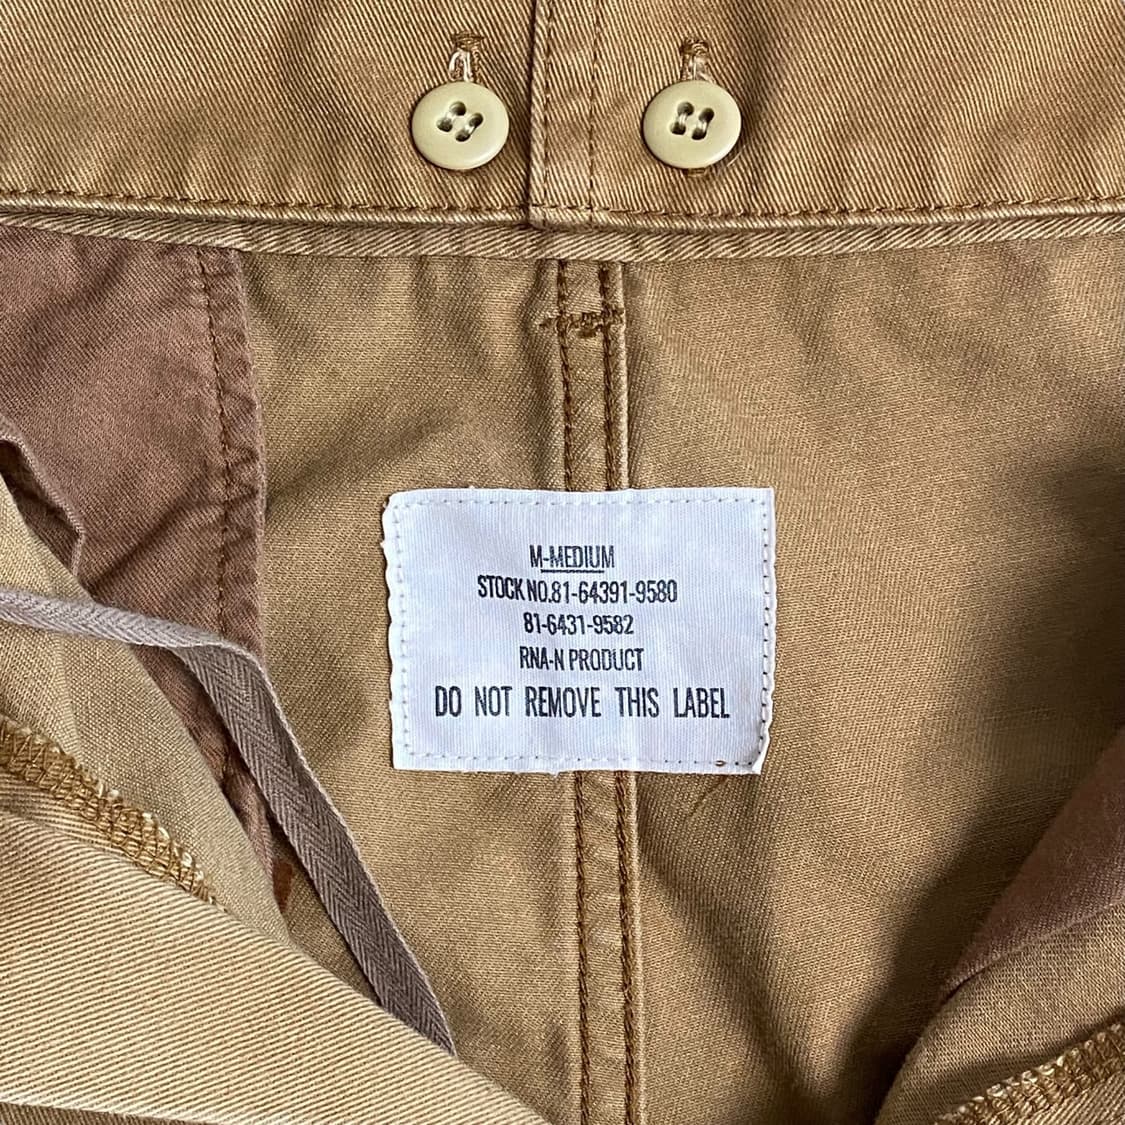 M-MEDIUM
STOCK NO.81-64391-9580
81-6431-9582
RNA-N PRODUCT
DO NOT REMOVE THIS LABEL